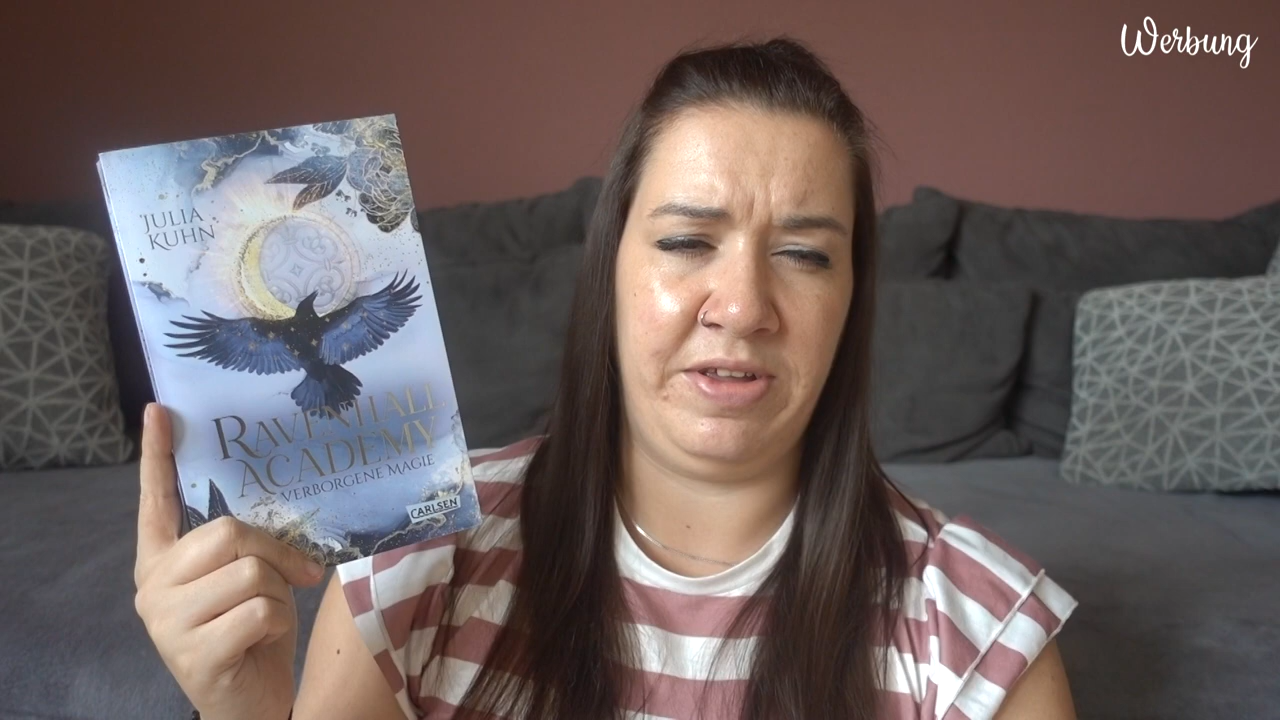 Werbung
JULIA
KUHN
RAVENHALL
ACADEMY
VERBORGENE MAGIE
CARLSEN